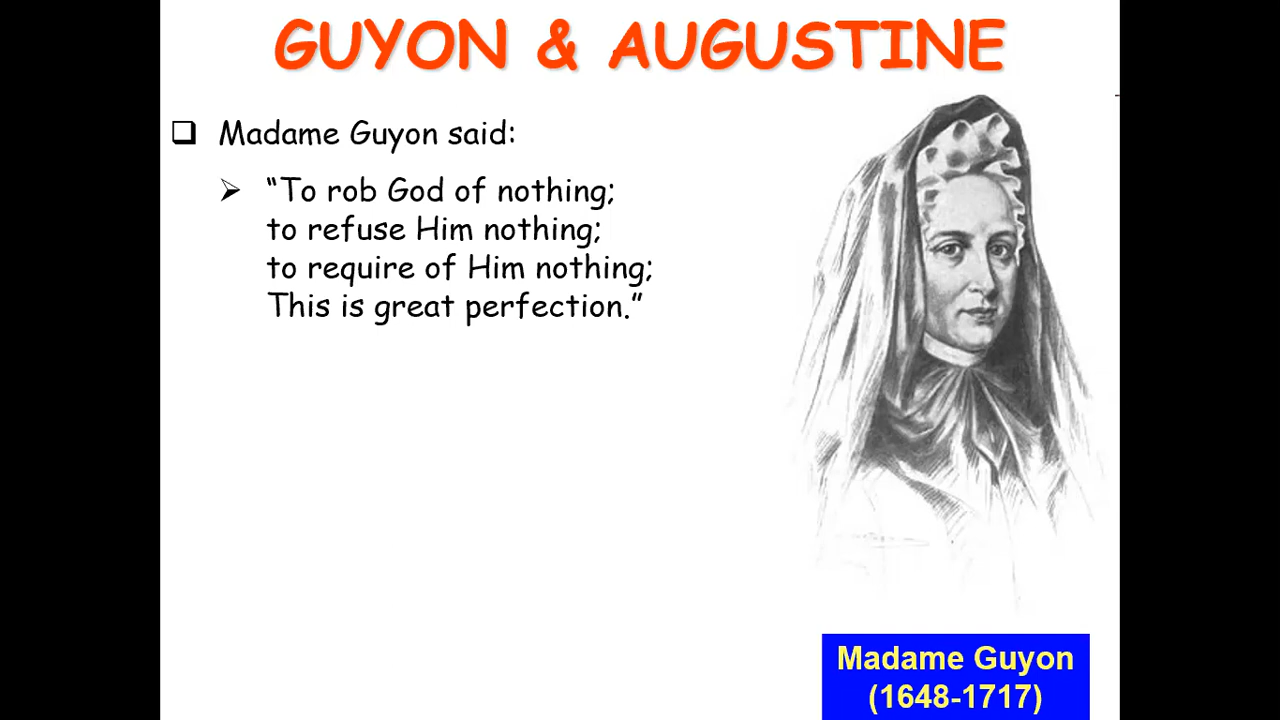 GUYON & AUGUSTINE
Madame Guyon said:
“To rob God of nothing;
to refuse Him nothing;
to require of Him nothing;
This is great perfection.”
Madame Guyon
(1648-1717)